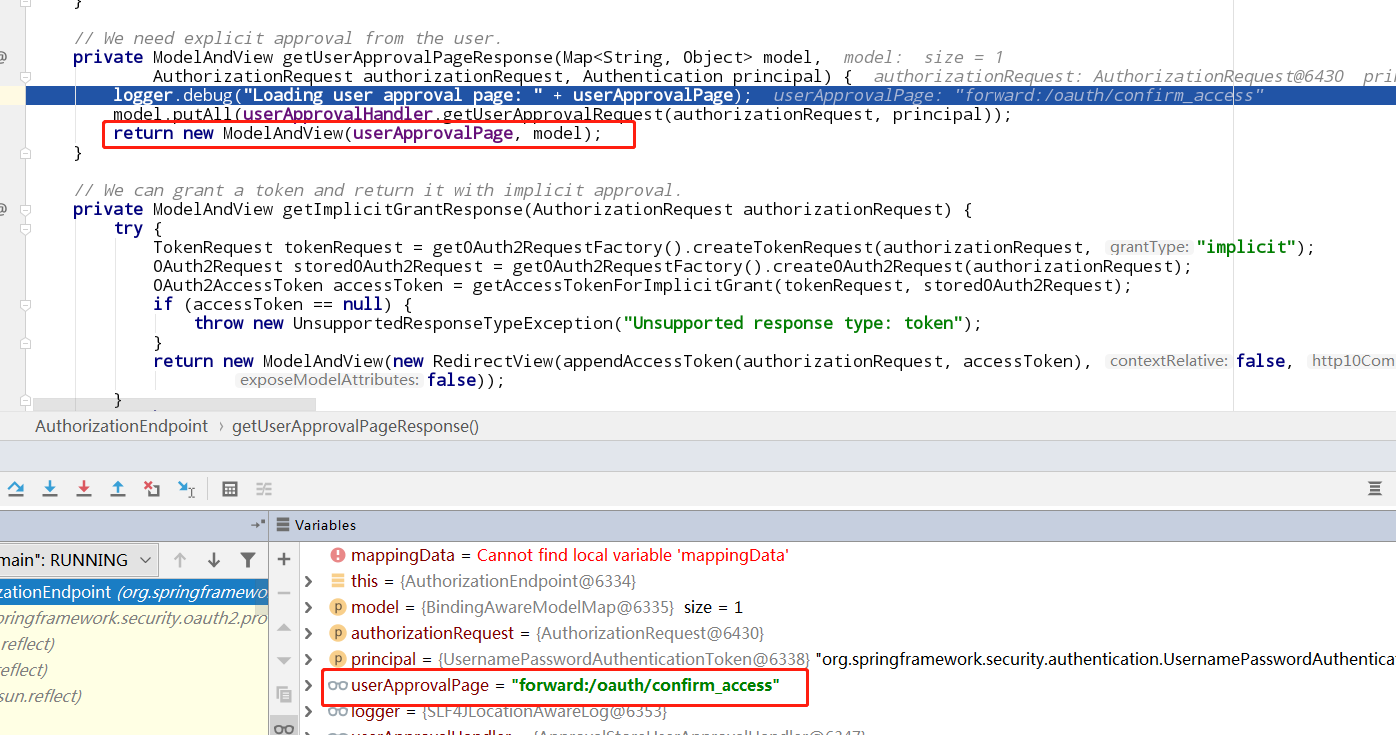 }
// We need explicit approval from the user.
private ModelAndView getUserApprovalPageResponse(Map<String, Object> model,  model:  size = 1
AuthorizationRequest authorizationRequest, Authentication principal) {  authorizationRequest: AuthorizationRequest@6430  pri
logger.debug("Loading user approval page: " + userApprovalPage);  userApprovalPage: "forward:/oauth/confirm_access"
model.putAll(userApprovalHandler.getUserApprovalRequest(authorizationRequest, principal));
return new ModelAndView(userApprovalPage, model);
}
// We can grant a token and return it with implicit approval.
private ModelAndView getImplicitGrantResponse(AuthorizationRequest authorizationRequest) {
try {
TokenRequest tokenRequest = getOAuth2RequestFactory().createTokenRequest(authorizationRequest, grantType: "implicit");
OAuth2Request storedOAuth2Request = getOAuth2RequestFactory().createOAuth2Request(authorizationRequest);
OAuth2AccessToken accessToken = getAccessTokenForImplicitGrant(tokenRequest, storedOAuth2Request);
if (accessToken == null) {
throw new UnsupportedResponseTypeException("Unsupported response type: token");
}
return new ModelAndView(new RedirectView(appendAccessToken(authorizationRequest, accessToken), contextRelative: false, http10Com
exposeModelAttributes: false));
}
AuthorizationEndpoint › getUserApprovalPageResponse()
Variables
main": RUNNING
mappingData = Cannot find local variable 'mappingData'
this = {AuthorizationEndpoint@6334}
zationEndpoint (org.springframewo
model = {BindingAwareModelMap@6335} size = 1
pringframework.security.oauth2.pro
authorizationRequest = {AuthorizationRequest@6430}
.reflect)
principal = {UsernamePasswordAuthenticationToken@6338} "org.springframework.security.authentication.UsernamePasswordAuthentica
reflect)
userApprovalPage = "forward:/oauth/confirm_access"
sun.reflect)
logger = {SLF4JLocationAwareLog@6353}
userApprovalHandler = {ApprovalStoreUserApprovalHandler@6347}